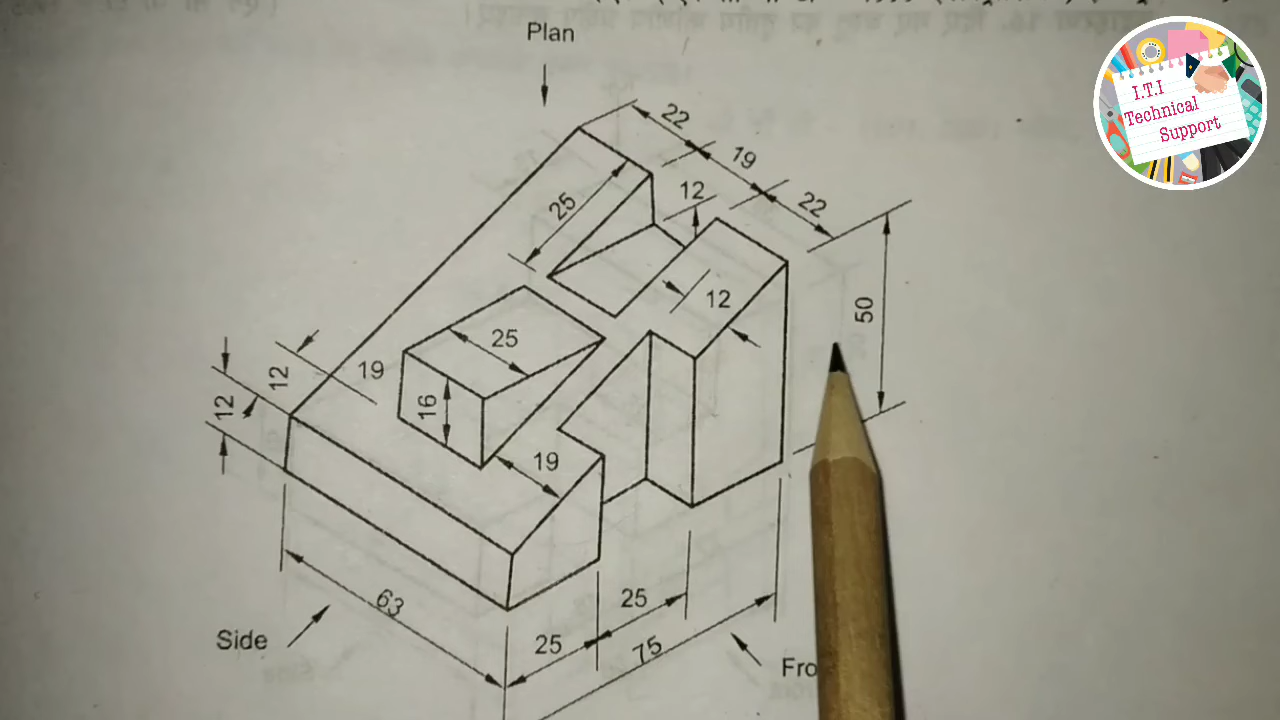 Plan
22
19
22
12
25
12
50
25
19
12
12
16
19
63
25
25
75
Side
Fro
I.T.I
Technical
Support